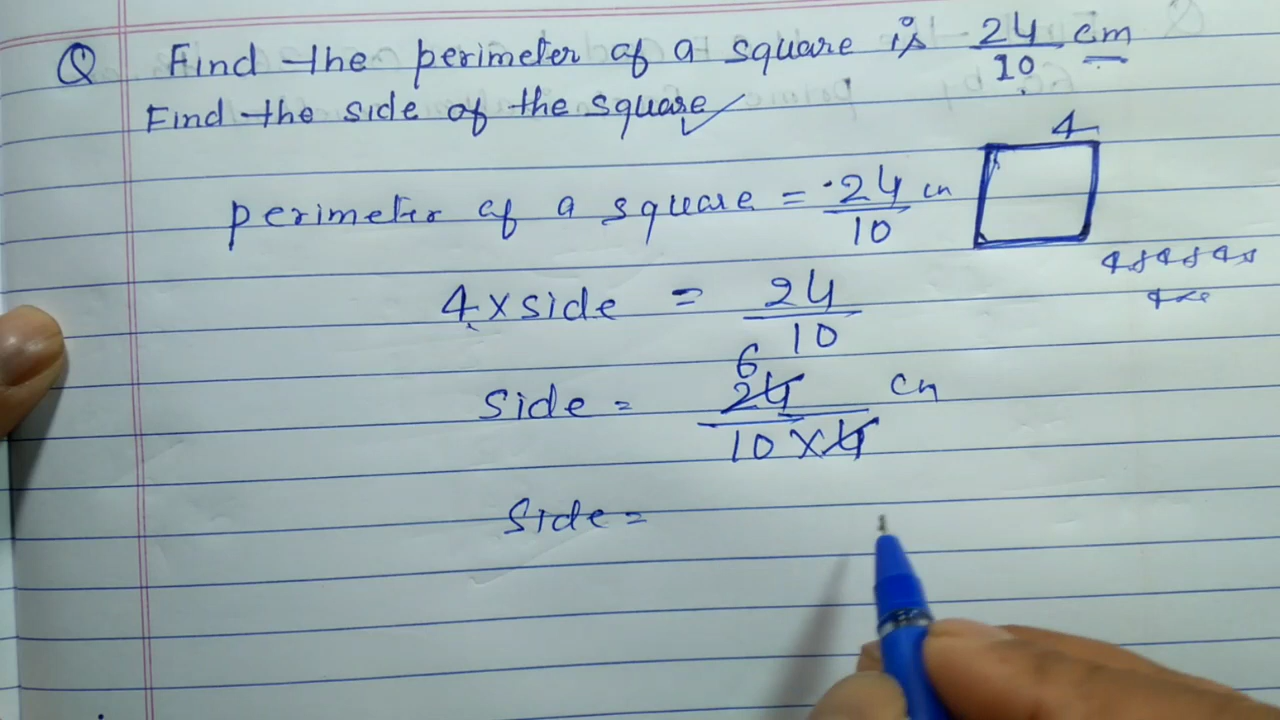 Q Find the perimeter of a square is 24/10 cm
Find the side of the square
4
perimeter of a square = 24/10 cm
4 × side = 24/10
6
side = 24/10×4 cm
Side =